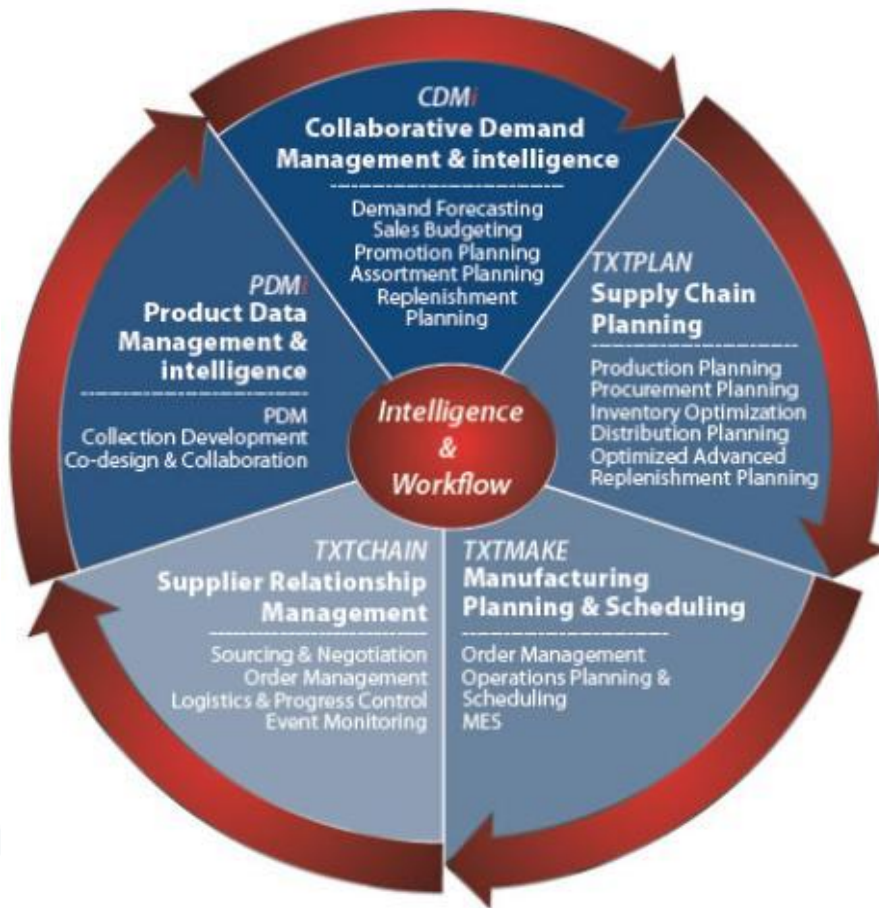 CDMi
Collaborative Demand
Management & intelligence
Demand Forecasting
Sales Budgeting
Promotion Planning
Assortment Planning
Replenishment
Planning
TXTPLAN
Supply Chain
Planning
Production Planning
Procurement Planning
Inventory Optimization
Distribution Planning
Optimized Advanced
Replenishment Planning
TXTMAKE
Manufacturing
Planning & Scheduling
Order Management
Operations Planning &
Scheduling
MES
TXTCHAIN
Supplier Relationship
Management
Sourcing & Negotiation
Order Management
Logistics & Progress Control
Event Monitoring
PDMi
Product Data
Management &
intelligence
PDM
Collection Development
Co-design & Collaboration
Intelligence
&
Workflow